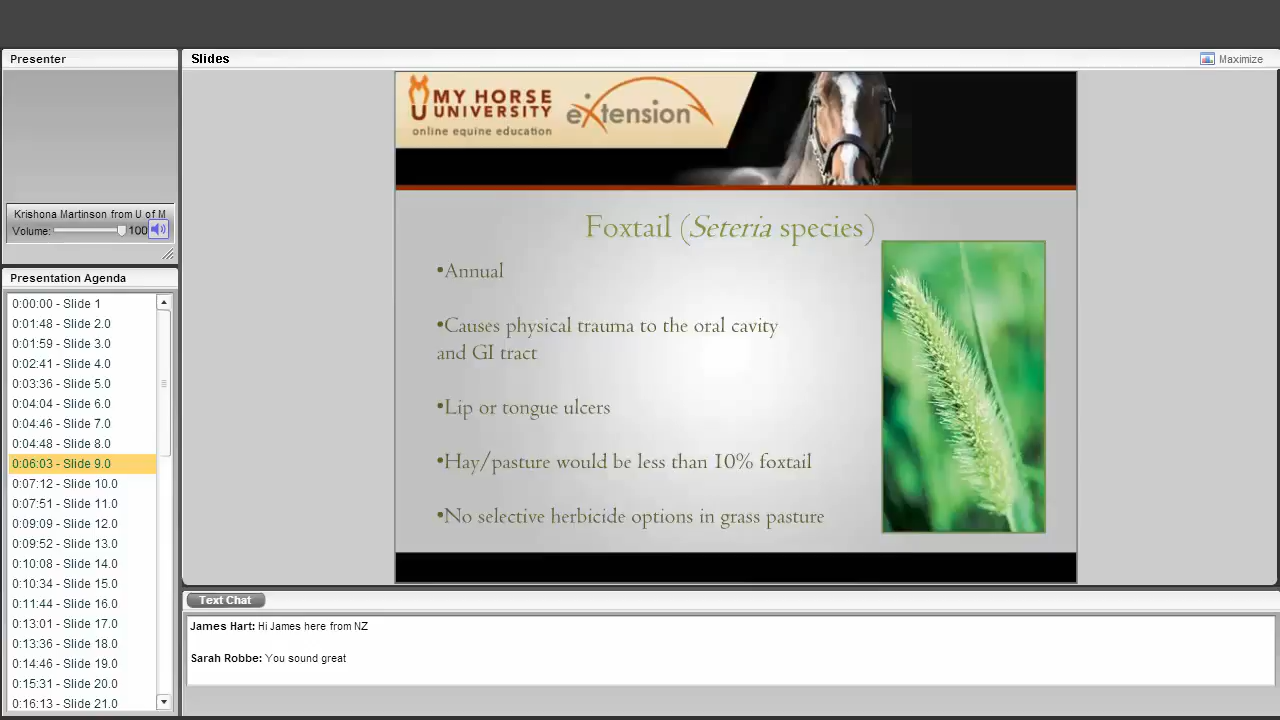 Presenter
Krishona Martinson from U of M
Volume:
100
Presentation Agenda
0:00:00 - Slide 1
0:01:48 - Slide 2.0
0:01:59 - Slide 3.0
0:02:41 - Slide 4.0
0:03:36 - Slide 5.0
0:04:04 - Slide 6.0
0:04:46 - Slide 7.0
0:04:48 - Slide 8.0
0:06:03 - Slide 9.0
0:07:12 - Slide 10.0
0:07:51 - Slide 11.0
0:09:09 - Slide 12.0
0:09:52 - Slide 13.0
0:10:08 - Slide 14.0
0:10:34 - Slide 15.0
0:11:44 - Slide 16.0
0:13:01 - Slide 17.0
0:13:36 - Slide 18.0
0:14:46 - Slide 19.0
0:15:31 - Slide 20.0
0:16:13 - Slide 21.0
Slides
Maximize
MY HORSE
UNIVERSITY
online equine education
eXtension
Foxtail (Seteria species)
•Annual
•Causes physical trauma to the oral cavity
and GI tract
•Lip or tongue ulcers
•Hay/pasture would be less than 10% foxtail
•No selective herbicide options in grass pasture
Text Chat
James Hart: Hi James here from NZ
Sarah Robbe: You sound great